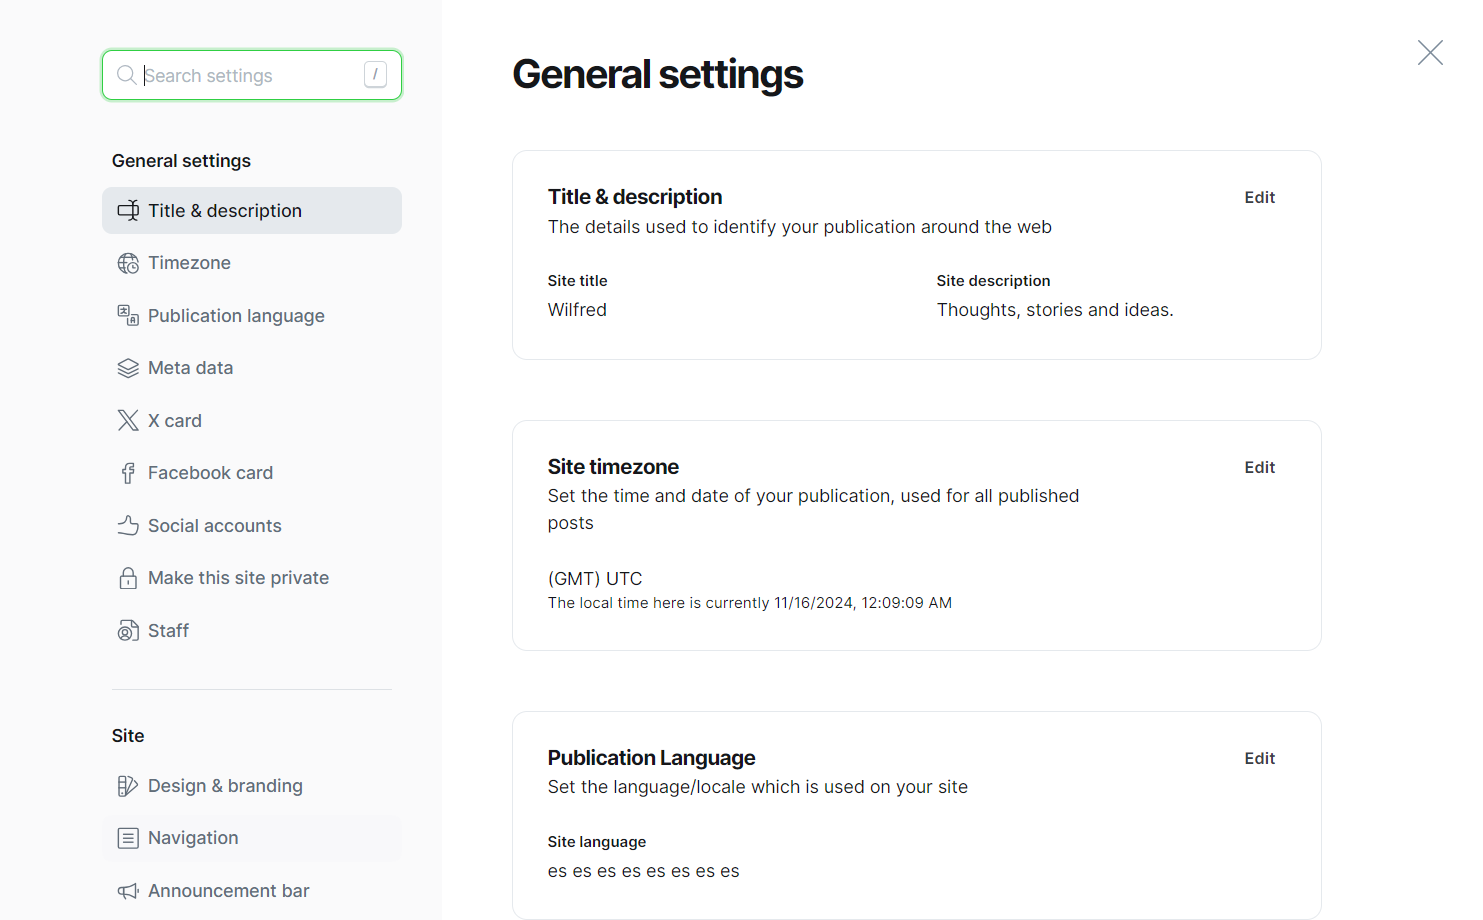 Search settings
/
General settings
Title & description
Timezone
Publication language
Meta data
X card
Facebook card
Social accounts
Make this site private
Staff
Site
Design & branding
Navigation
Announcement bar
General settings
Title & description
Edit
The details used to identify your publication around the web
Site title
Site description
Wilfred
Thoughts, stories and ideas.
Site timezone
Edit
Set the time and date of your publication, used for all published
posts
(GMT) UTC
The local time here is currently 11/16/2024, 12:09:09 AM
Publication Language
Edit
Set the language/locale which is used on your site
Site language
es es es es es es es es